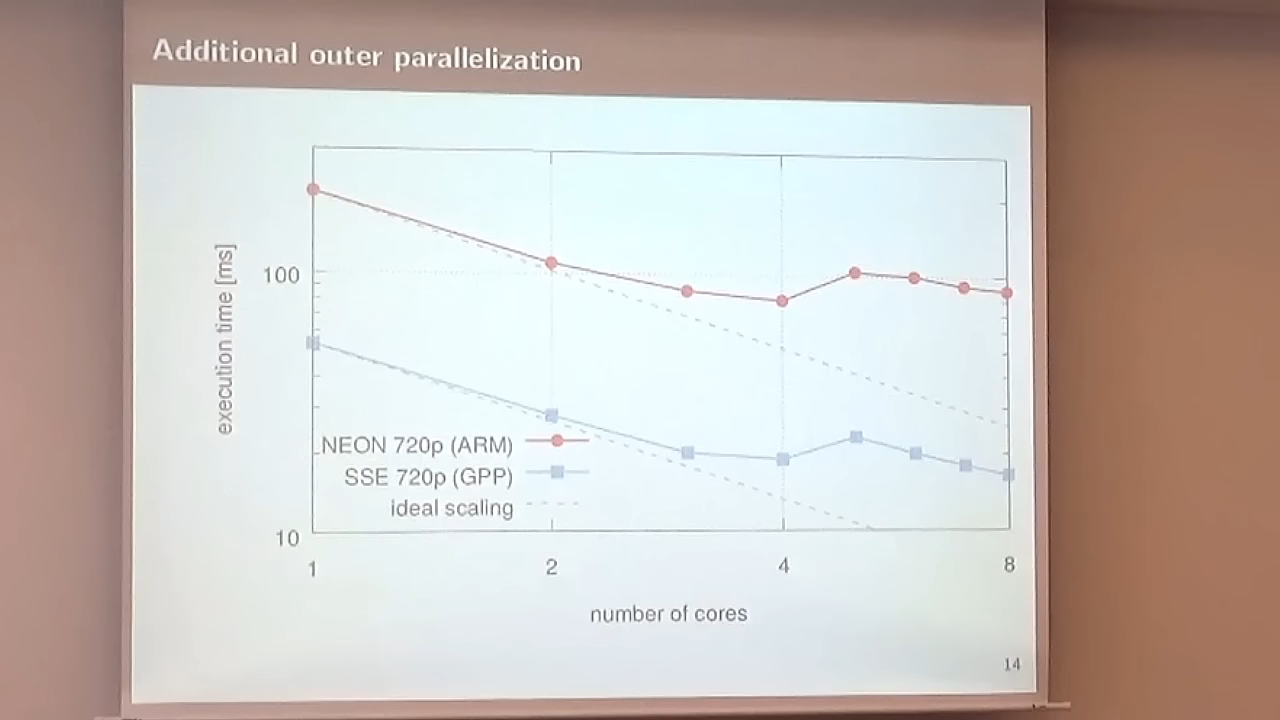 Additional outer parallelization
execution time [ms]
100
10
NEON 720p (ARM)
SSE 720p (GPP)
ideal scaling
1 2 4 8
number of cores
14